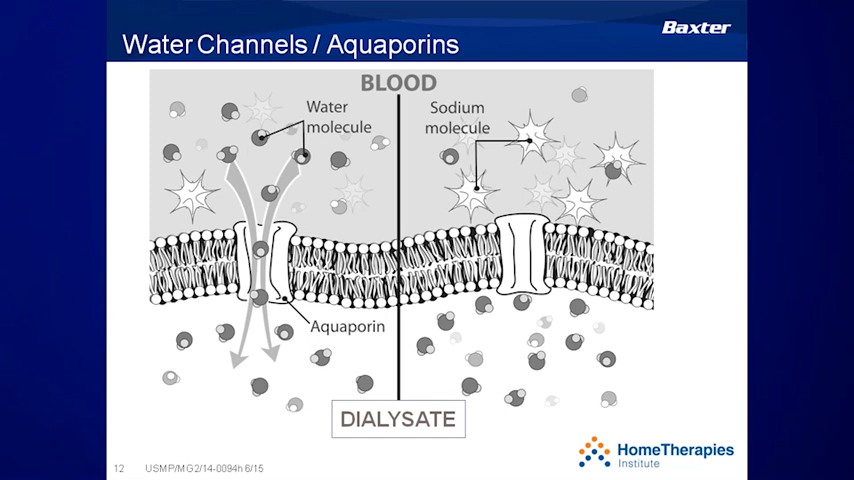 Baxter
Water Channels / Aquaporins
BLOOD
Water
molecule
Sodium
molecule
Aquaporin
DIALYSATE
HomeTherapies
Institute
12
USMP/MG2/14-0094h 6/15